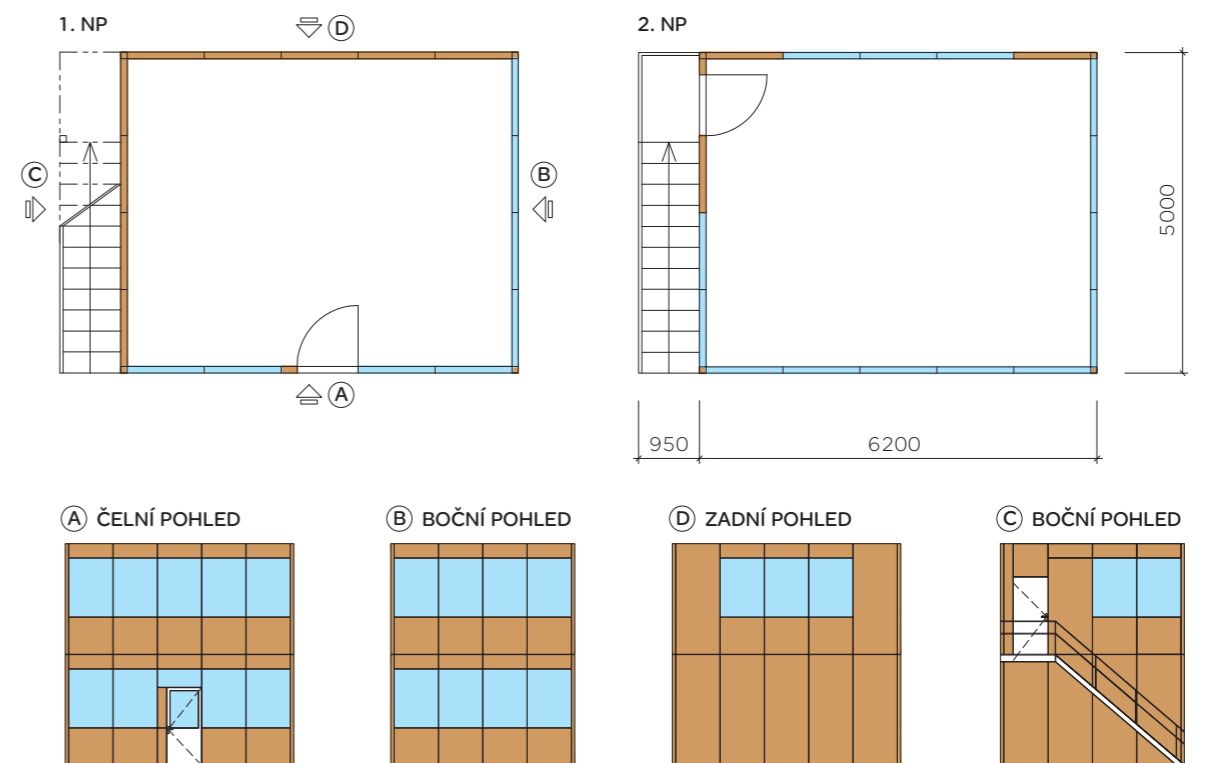 1. NP
D
2. NP
C
B
5000
A
950
6200
A ČELNÍ POHLED
B BOČNÍ POHLED
D ZADNÍ POHLED
C BOČNÍ POHLED